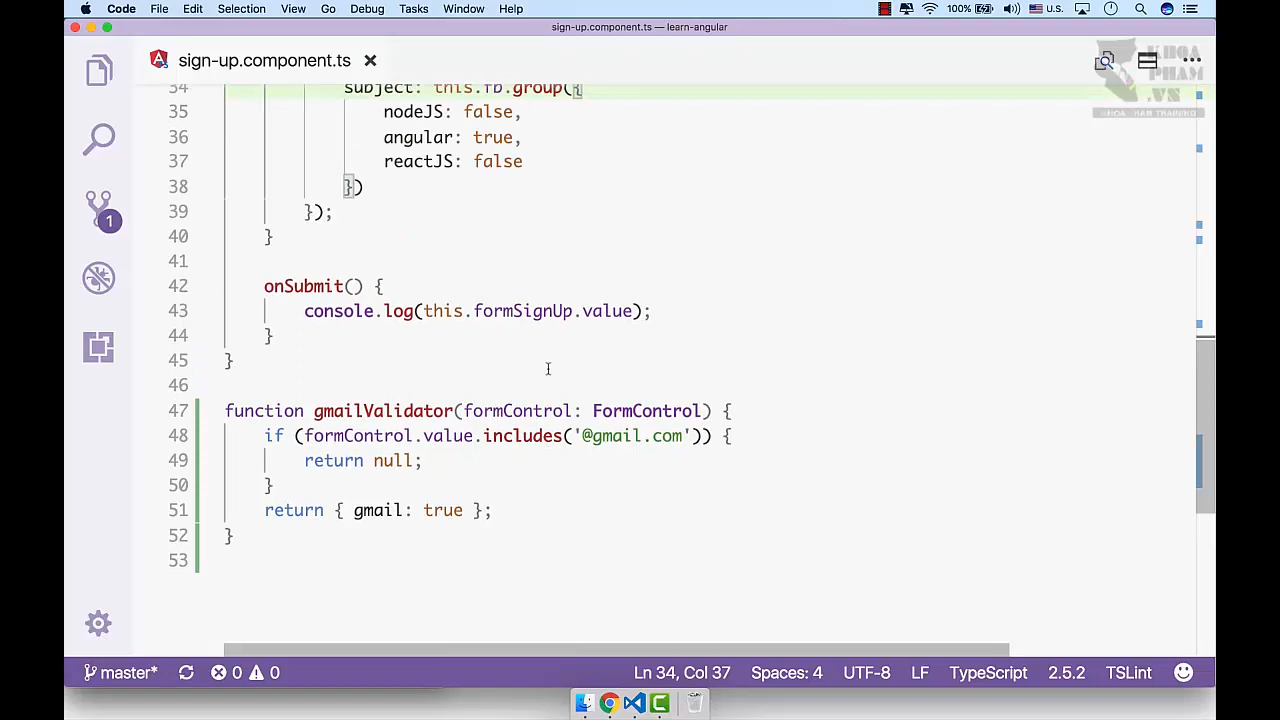 Code File Edit Selection View Go Debug Tasks Window Help 100% U.S.
sign-up.component.ts — learn-angular
sign-up.component.ts
KHOA
PHAM
.VN
34 subject: this.fb.group({
35 nodeJS: false,
36 angular: true,
37 reactJS: false
38 })
39 });
40 }
41
42 onSubmit() {
43 console.log(this.formSignUp.value);
44 }
45 }
46
47 function gmailValidator(formControl: FormControl) {
48 if (formControl.value.includes('@gmail.com')) {
49 return null;
50 }
51 return { gmail: true };
52 }
53
1
master* 0 0 Ln 34, Col 37 Spaces: 4 UTF-8 LF TypeScript 2.5.2 TSLint